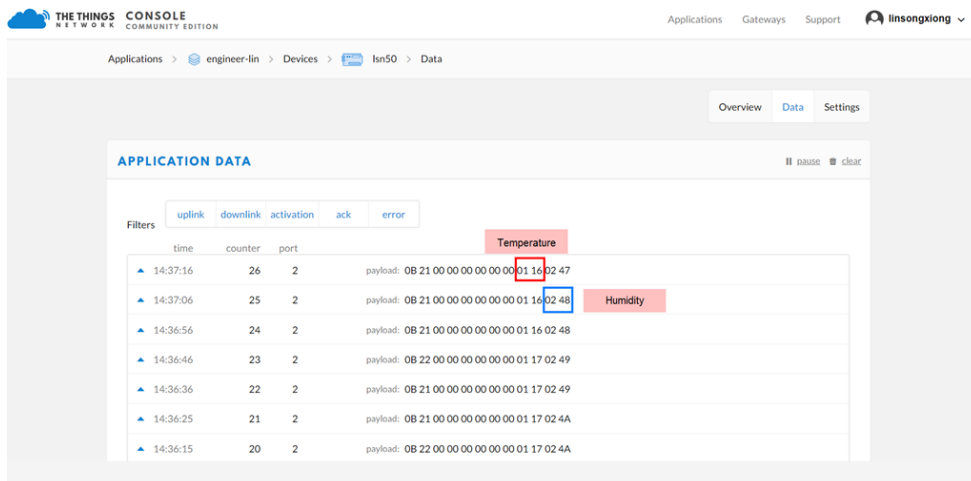 THE THINGS NETWORK CONSOLE COMMUNITY EDITION Applications Gateways Support linsongxiong
Applications > engineer-lin > Devices > lsn50 > Data
Overview Data Settings
APPLICATION DATA pause clear
Filters uplink downlink activation ack error
time counter port Temperature
14:37:16 26 2 payload: 0B 21 00 00 00 00 00 00 01 16 02 47
14:37:06 25 2 payload: 0B 21 00 00 00 00 00 00 01 16 02 48 Humidity
14:36:56 24 2 payload: 0B 21 00 00 00 00 00 00 01 16 02 48
14:36:46 23 2 payload: 0B 22 00 00 00 00 00 00 01 17 02 49
14:36:36 22 2 payload: 0B 21 00 00 00 00 00 00 01 17 02 49
14:36:25 21 2 payload: 0B 21 00 00 00 00 00 00 01 17 02 4A
14:36:15 20 2 payload: 0B 22 00 00 00 00 00 00 01 17 02 4A